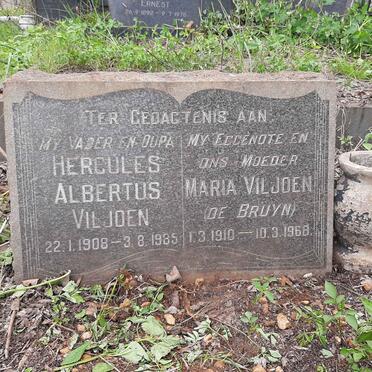 ERNEST
TER GEDAGTENIS AAN
MY VADER EN OUPA
HERCULES
ALBERTUS
VILJOEN
22.1.1908 – 3.8.1985
MY EGGENOTE EN
ONS MOEDER
MARIA VILJOEN
(DE BRUYN)
1.3.1910 – 10.3.1968